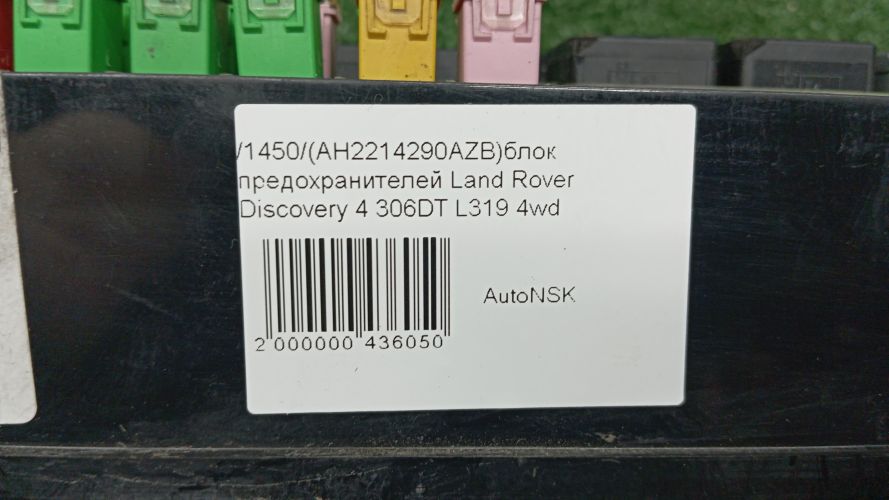 /1450/(AH2214290AZB)блок
предохранителей Land Rover
Discovery 4 306DT L319 4wd
AutoNSK
2 000000 436050